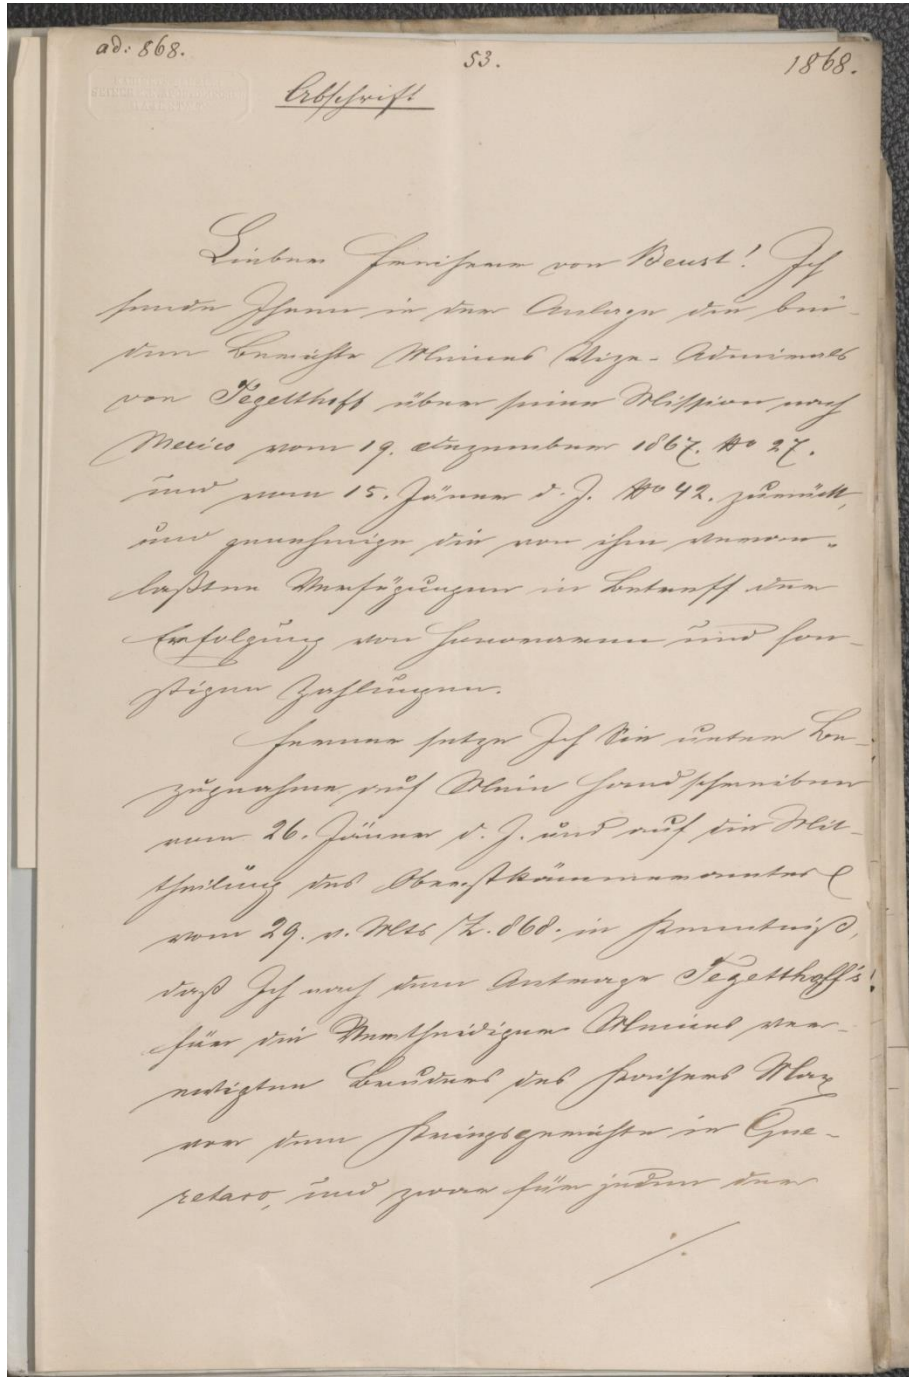 ad: 868.
53.
1868.
Abschrift
Lieber Freiherr von Beust! Ich
sende Ihnen in der Anlage die bei-
den Berichte Meines Vize-Admirals
von Tegetthoff über seine Mission nach
Mexico vom 19. Dezember 1867. No 27.
und vom 15. Jänner d. J. No 42. zurück,
und genehmige die von ihm veran-
laßten Verfügungen in Betreff der
Erfolgung von Honoraren und son-
stigen Zahlungen.
Ferner setze Ich Sie unter Be-
zugnahme auf Mein Handschreiben
vom 26. Jänner d. J. und auf die Mit-
theilung des Oberstkämmereramtes
vom 29. v. Mts /Z. 868. in Kenntniß,
daß Ich nach dem Antrage Tegetthoff's
für die Vertheidiger Meines ver-
ewigten Bruders des Kaisers Max
vor dem Kriegsgerichte in Que-
retaro, und zwar für jeden der
./.